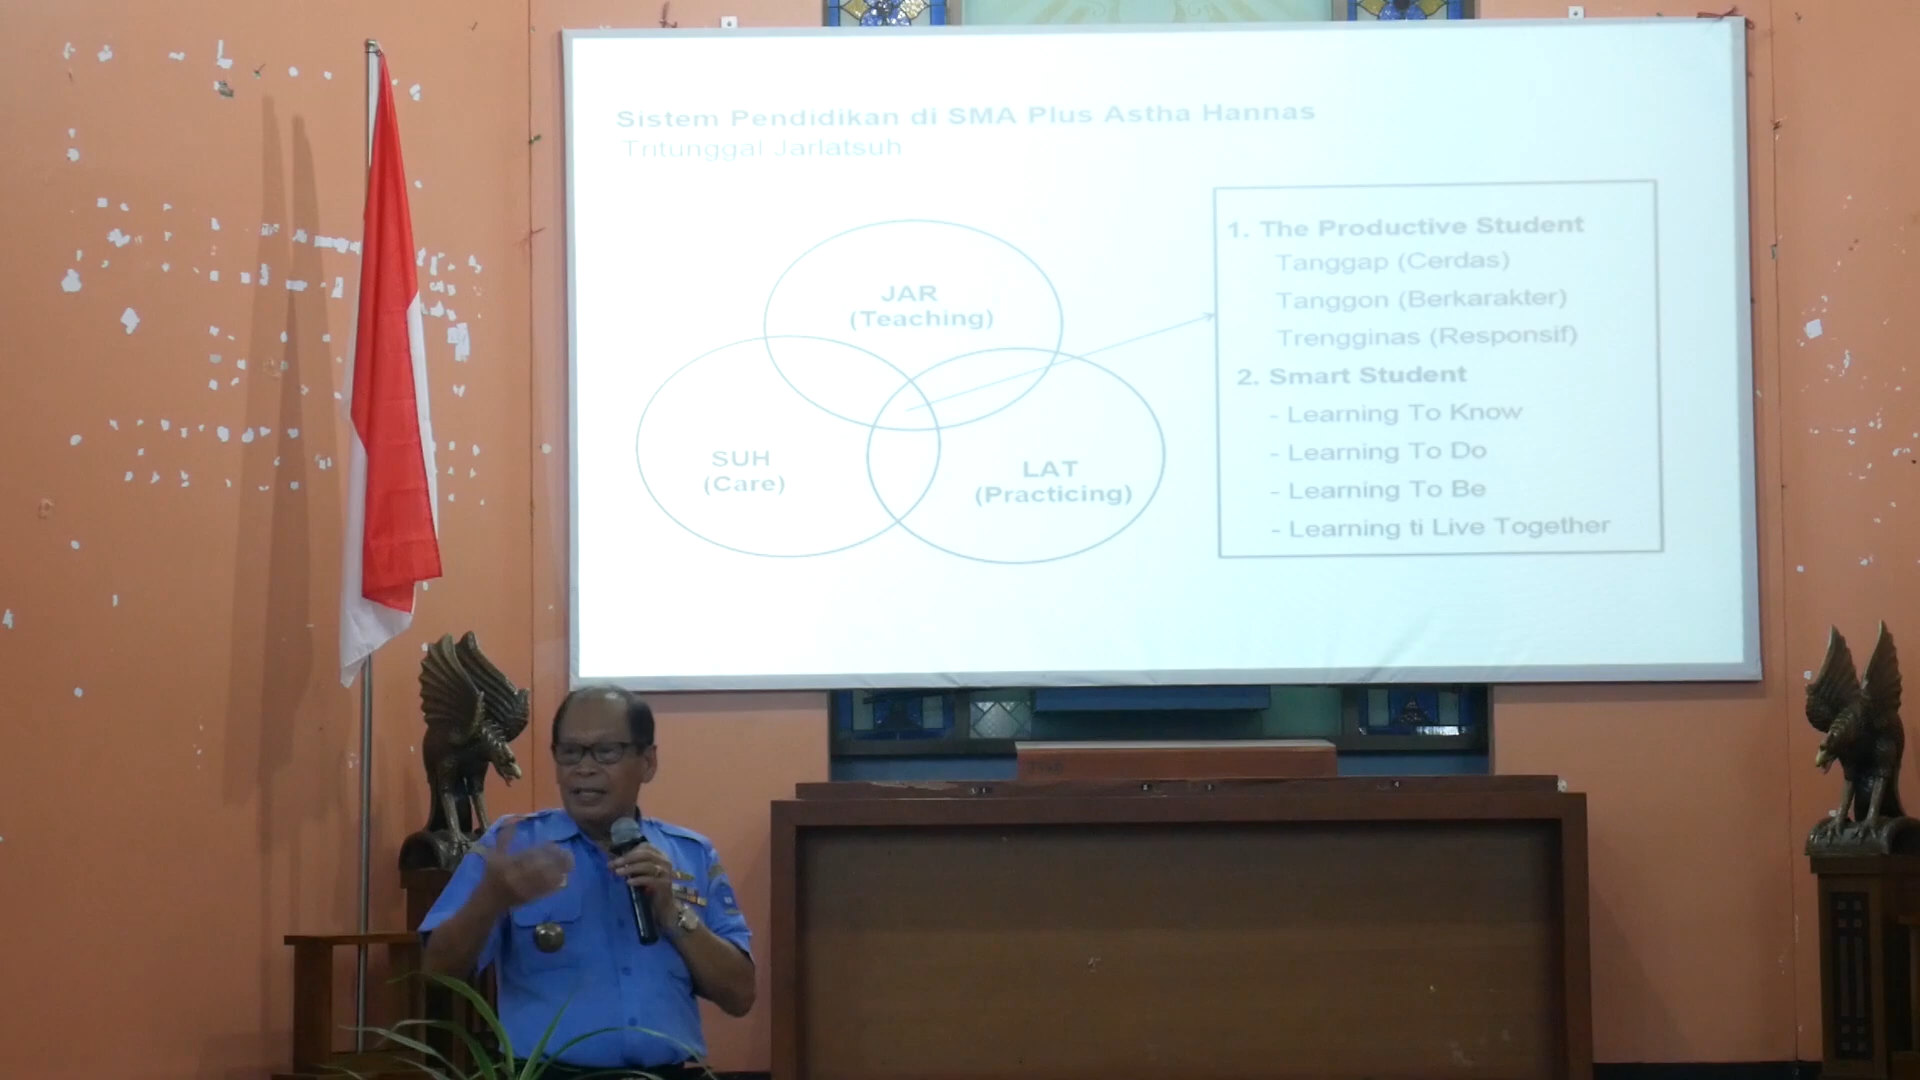 Sistem Pendidikan di SMA Plus Astha Hannas
Tritunggal Jarlatsuh
JAR
(Teaching)
SUH
(Care)
LAT
(Practicing)
1. The Productive Student
Tanggap (Cerdas)
Tanggon (Berkarakter)
Trengginas (Responsif)
2. Smart Student
- Learning To Know
- Learning To Do
- Learning To Be
- Learning ti Live Together